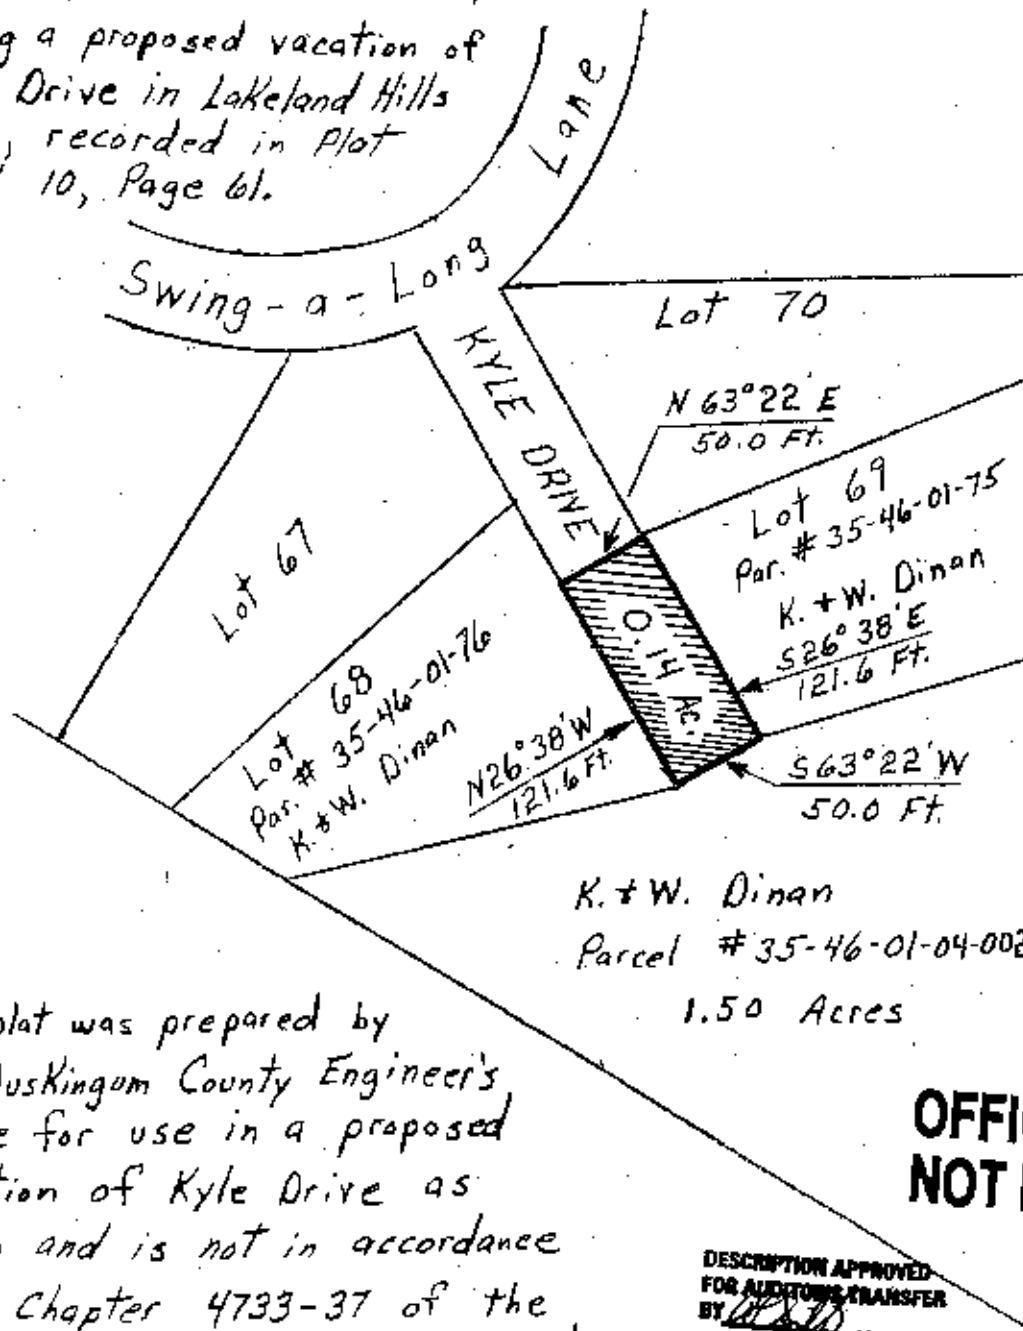 g a proposed vacation of
Drive in Lakeland Hills
, recorded in Plat
10, Page 61.
Swing-a-Long Lane
KYLE DRIVE
Lot 70
N 63°22' E
50.0 Ft.
Lot 69
Par. # 35-46-01-75
K. + W. Dinan
S26°38'E
121.6 Ft.
Lot 67
0.14 Ac.
Lot 68
Par. # 35-46-01-76
K. + W. Dinan
N26°38'W
121.6 Ft.
S63°22'W
50.0 Ft.
K. + W. Dinan
Parcel # 35-46-01-04-002
1.50 Acres
plat was prepared by
Muskingum County Engineer's
e for use in a proposed
tion of Kyle Drive as
and is not in accordance
Chapter 4733-37 of the
OFFI
NOT
DESCRIPTION APPROVED
FOR AUDITORS TRANSFER
BY